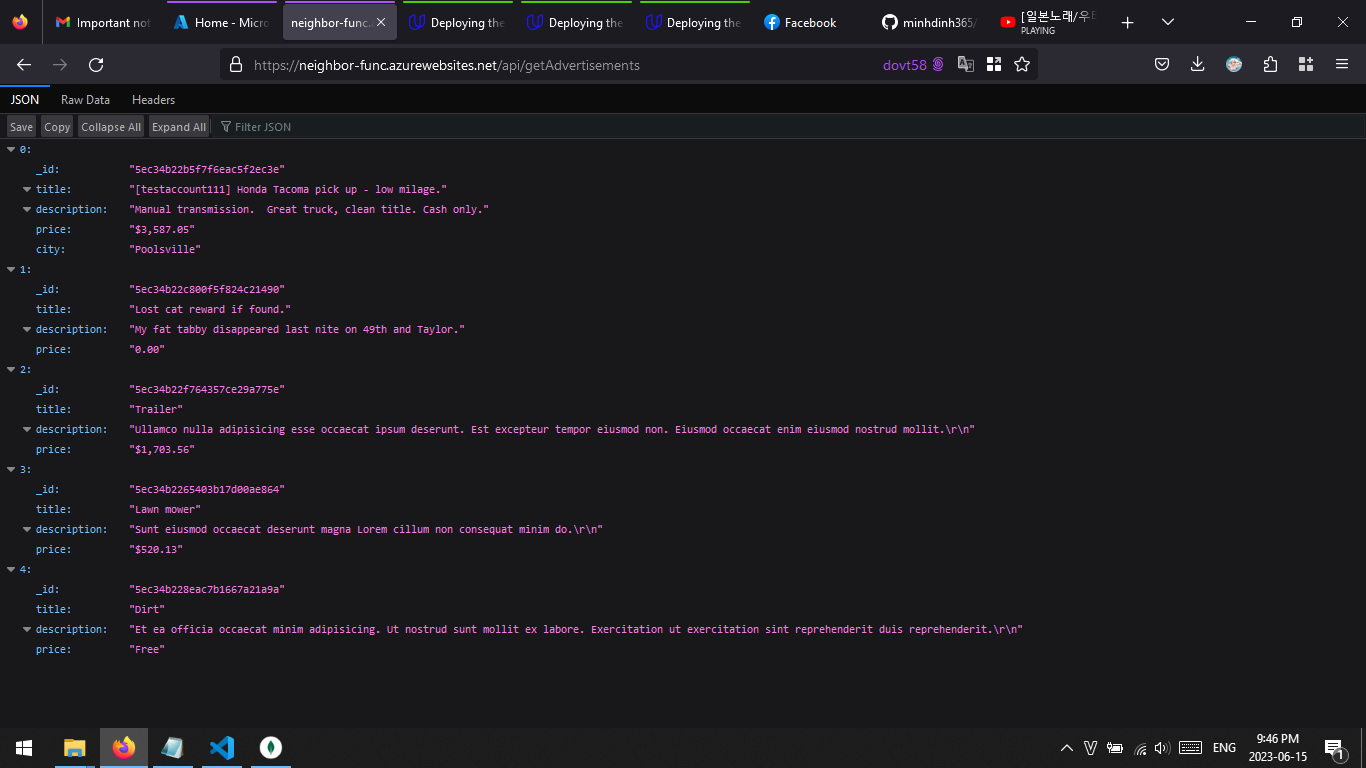 Important not
Home - Micro
neighbor-func.
Deploying the
Deploying the
Deploying the
Facebook
minhdinh365/
[일본노래/우타
PLAYING
https://neighbor-func.azurewebsites.net/api/getAdvertisements
dovt58
JSON Raw Data Headers
Save Copy Collapse All Expand All Filter JSON
0:
_id: "5ec34b22b5f7f6eac5f2ec3e"
title: "[testaccount111] Honda Tacoma pick up - low milage."
description: "Manual transmission.  Great truck, clean title. Cash only."
price: "$3,587.05"
city: "Poolsville"
1:
_id: "5ec34b22c800f5f824c21490"
title: "Lost cat reward if found."
description: "My fat tabby disappeared last nite on 49th and Taylor."
price: "0.00"
2:
_id: "5ec34b22f764357ce29a775e"
title: "Trailer"
description: "Ullamco nulla adipisicing esse occaecat ipsum deserunt. Est excepteur tempor eiusmod non. Eiusmod occaecat enim eiusmod nostrud mollit.\r\n"
price: "$1,703.56"
3:
_id: "5ec34b2265403b17d00ae864"
title: "Lawn mower"
description: "Sunt eiusmod occaecat deserunt magna Lorem cillum non consequat minim do.\r\n"
price: "$520.13"
4:
_id: "5ec34b228eac7b1667a21a9a"
title: "Dirt"
description: "Et ea officia occaecat minim adipisicing. Ut nostrud sunt mollit ex labore. Exercitation ut exercitation sint reprehenderit duis reprehenderit.\r\n"
price: "Free"
ENG
9:46 PM
2023-06-15
1